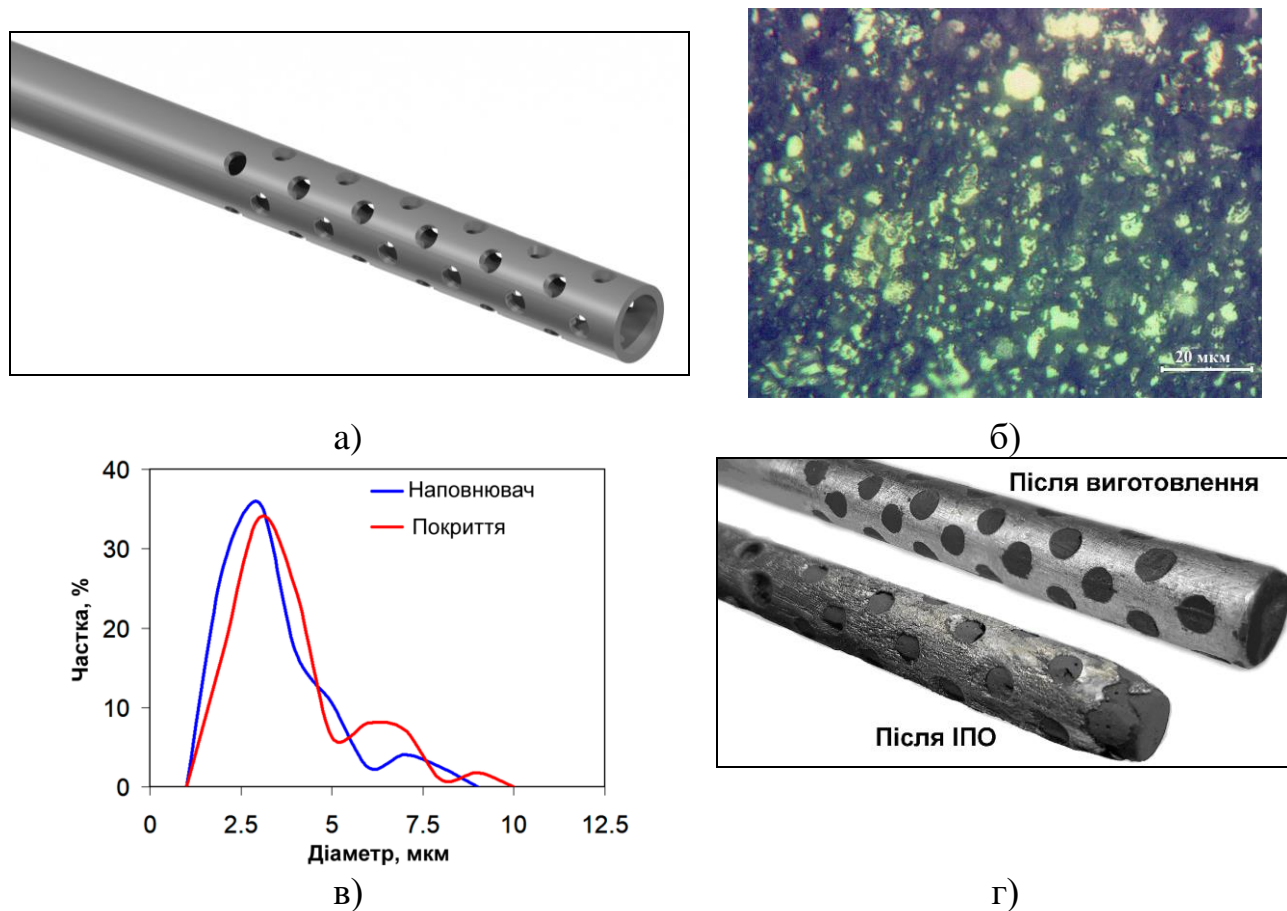 20 мкм
а)
б)
40
30
20
10
0
Частка, %
Наповнювач
Покриття
0
2.5
5
7.5
10
12.5
Діаметр, мкм
Після виготовлення
Після ІПО
в)
г)